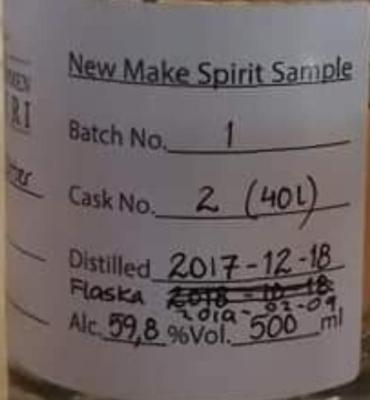 New Make Spirit Sample
Batch No. 1
Cask No. 2 (40L)
Distilled 2017-12-18
Flaska 2018-10-18
2019-02-09
Alc. 59,8 %Vol. 500 ml